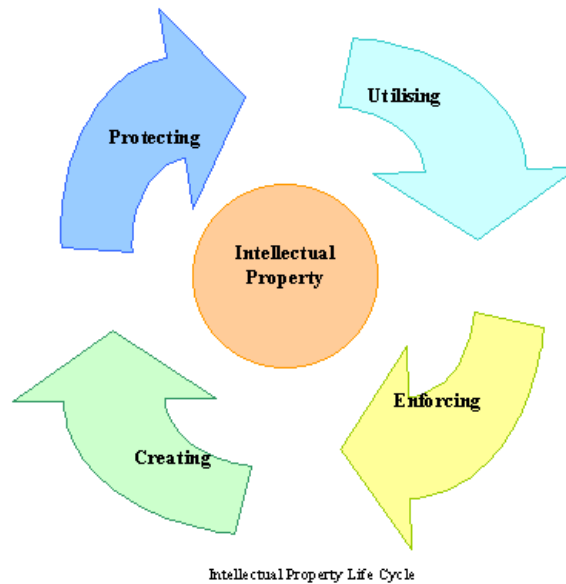 Utilising
Protecting
Intellectual
Property
Enforcing
Creating
Intellectual Property Life Cycle